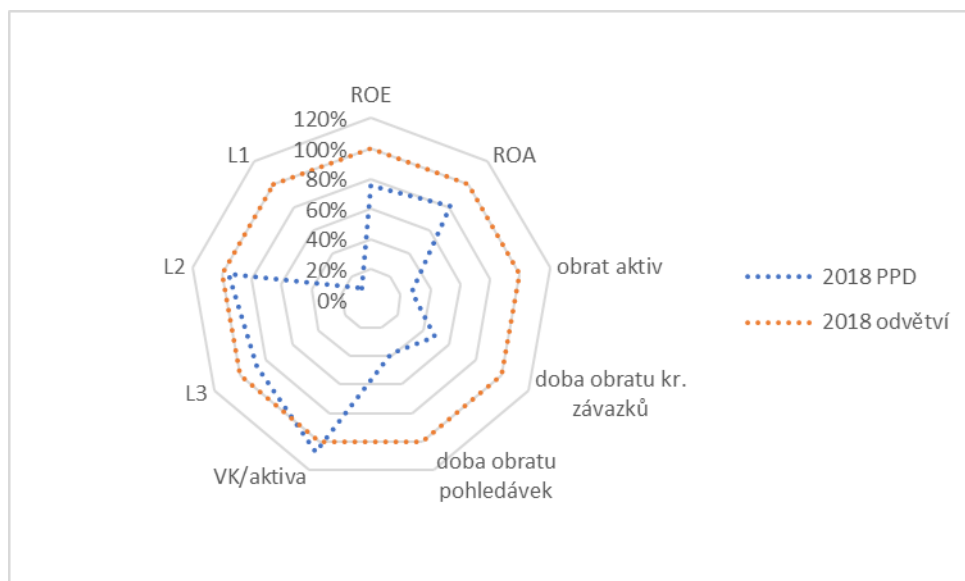 ROE
120%
100%
80%
60%
40%
20%
0%
ROA
obrat aktiv
doba obratu kr.
závazků
doba obratu
pohledávek
VK/aktiva
L3
L2
L1
2018 PPD
2018 odvětví